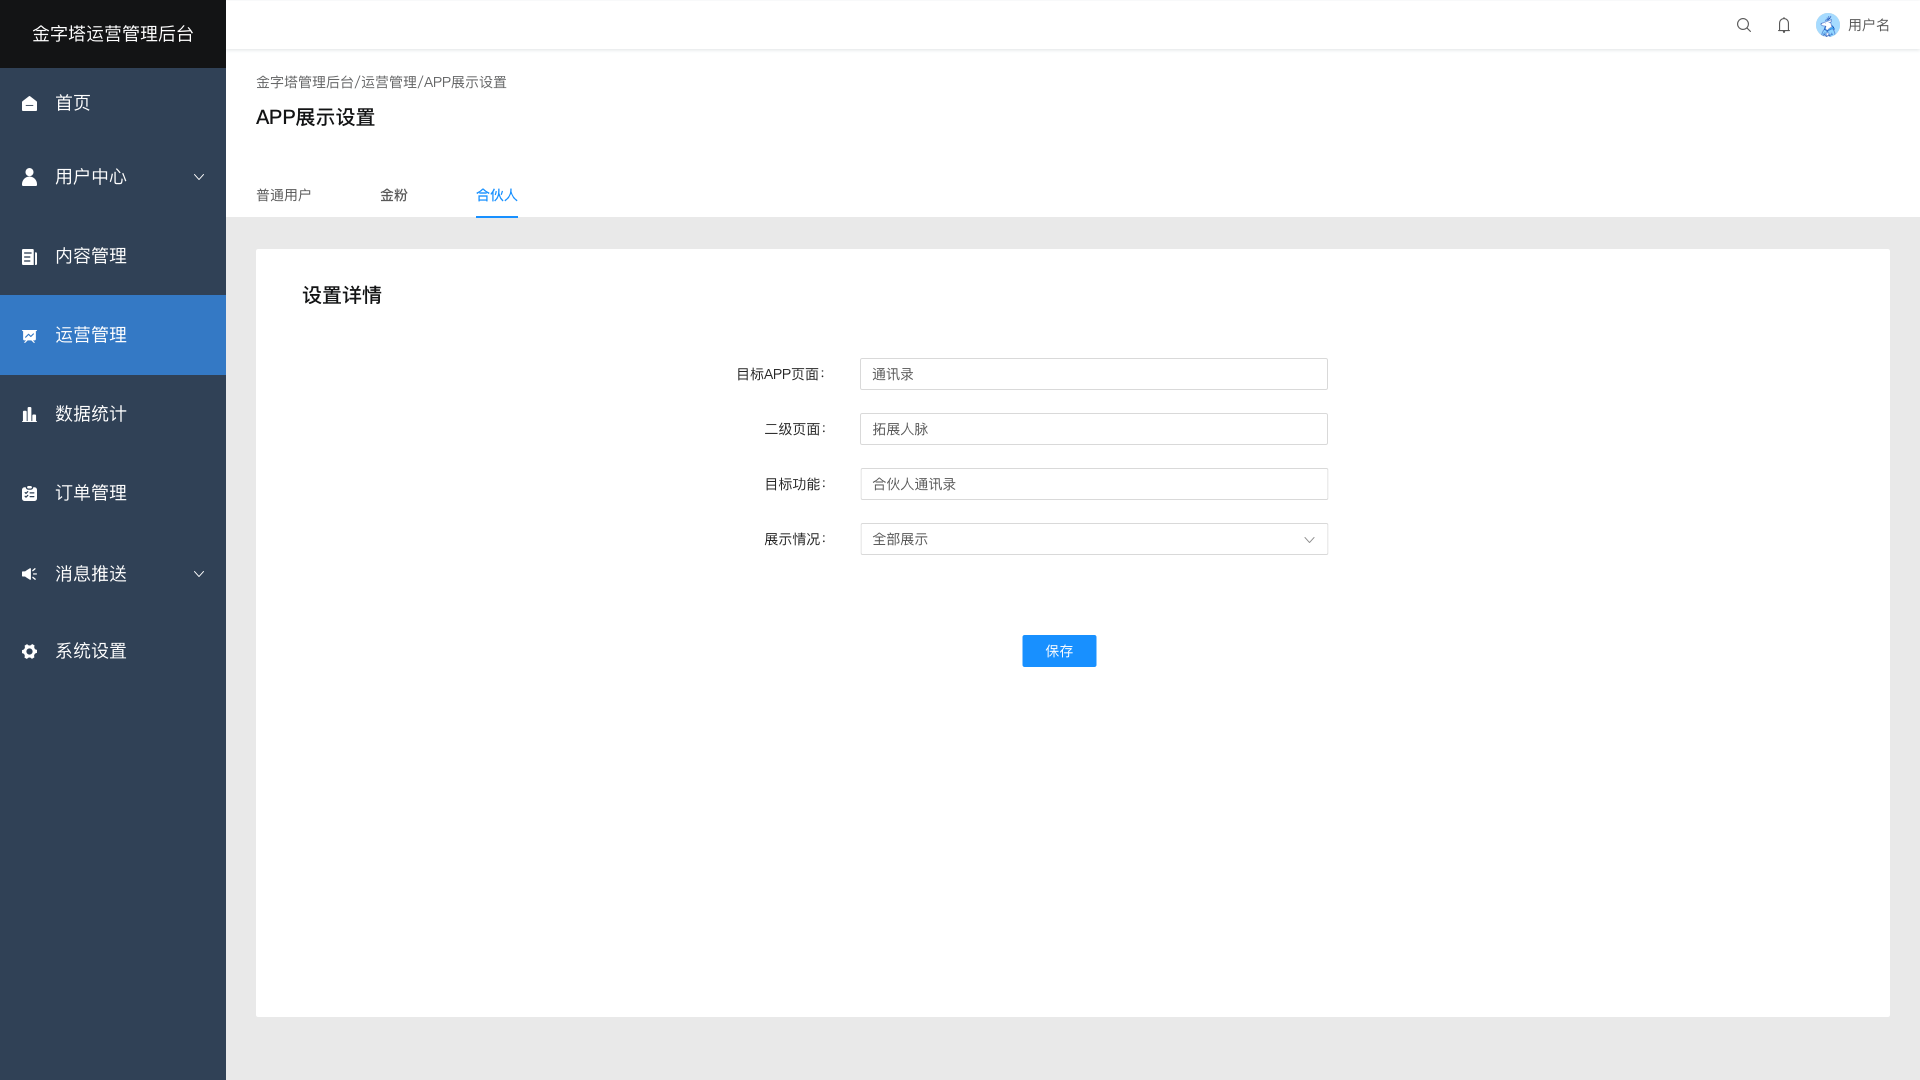 金字塔运营管理后台
用户名
首页
用户中心
内容管理
运营管理
数据统计
订单管理
消息推送
系统设置
金字塔管理后台/运营管理/APP展示设置
APP展示设置
普通用户
金粉
合伙人
设置详情
目标APP页面： 通讯录
二级页面： 拓展人脉
目标功能： 合伙人通讯录
展示情况： 全部展示
保存